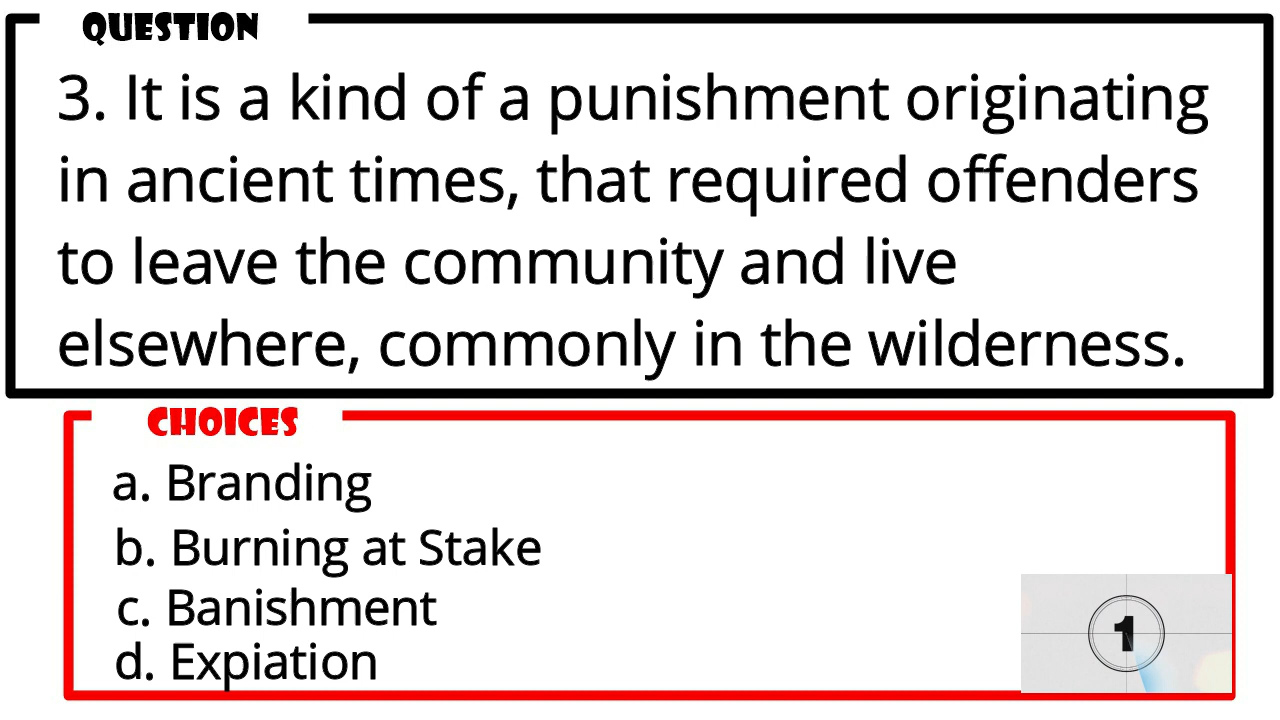 QUESTION
3. It is a kind of a punishment originating
in ancient times, that required offenders
to leave the community and live
elsewhere, commonly in the wilderness.
CHOICES
a. Branding
b. Burning at Stake
c. Banishment
d. Expiation
1